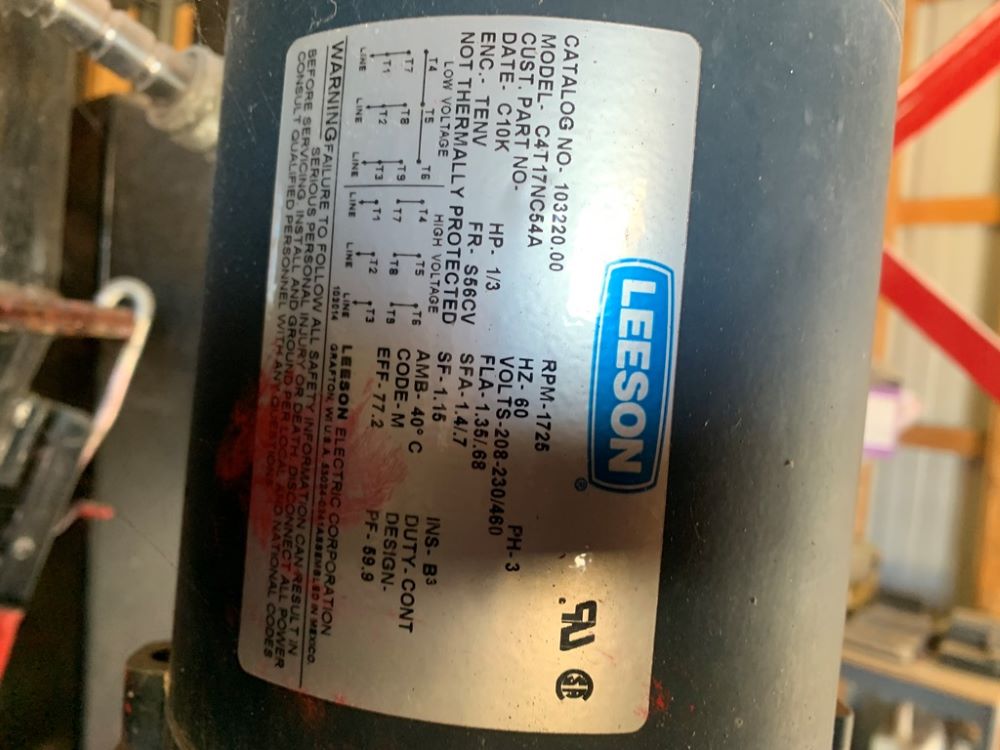 LEESON®
CATALOG NO.- 103220.00
MODEL- C4T17NC54A
CUST. PART NO-
DATE- C10K HP- 1/3 RPM-1725 PH-3
ENC.- TENV FR- S56CV HZ- 60
NOT THERMALLY PROTECTED VOLTS-208-230/460
FLA- 1.35/.68
SFA-1.4/.7
SF- 1.15 INS- B3
AMB- 40° C DUTY- CONT
CODE- M DESIGN-
EFF- 77.2 PF- 59.9
LOW VOLTAGE HIGH VOLTAGE
T4 T5 T6 T4 T5 T6
T7 T8 T9 T7 T8 T9
T1 T2 T3 T1 T2 T3
LINE LINE LINE LINE LINE LINE
103014
LEESON ELECTRIC CORPORATION
GRAFTON, WI U.S.A. 53024-0241 ASSEMBLED IN MEXICO
WARNING FAILURE TO FOLLOW ALL SAFETY INFORMATION CAN RESULT IN
SERIOUS PERSONAL INJURY OR DEATH. DISCONNECT ALL POWER
BEFORE SERVICING. INSTALL AND GROUND PER LOCAL AND NATIONAL CODES
CONSULT QUALIFIED PERSONNEL WITH ANY QUESTIONS.